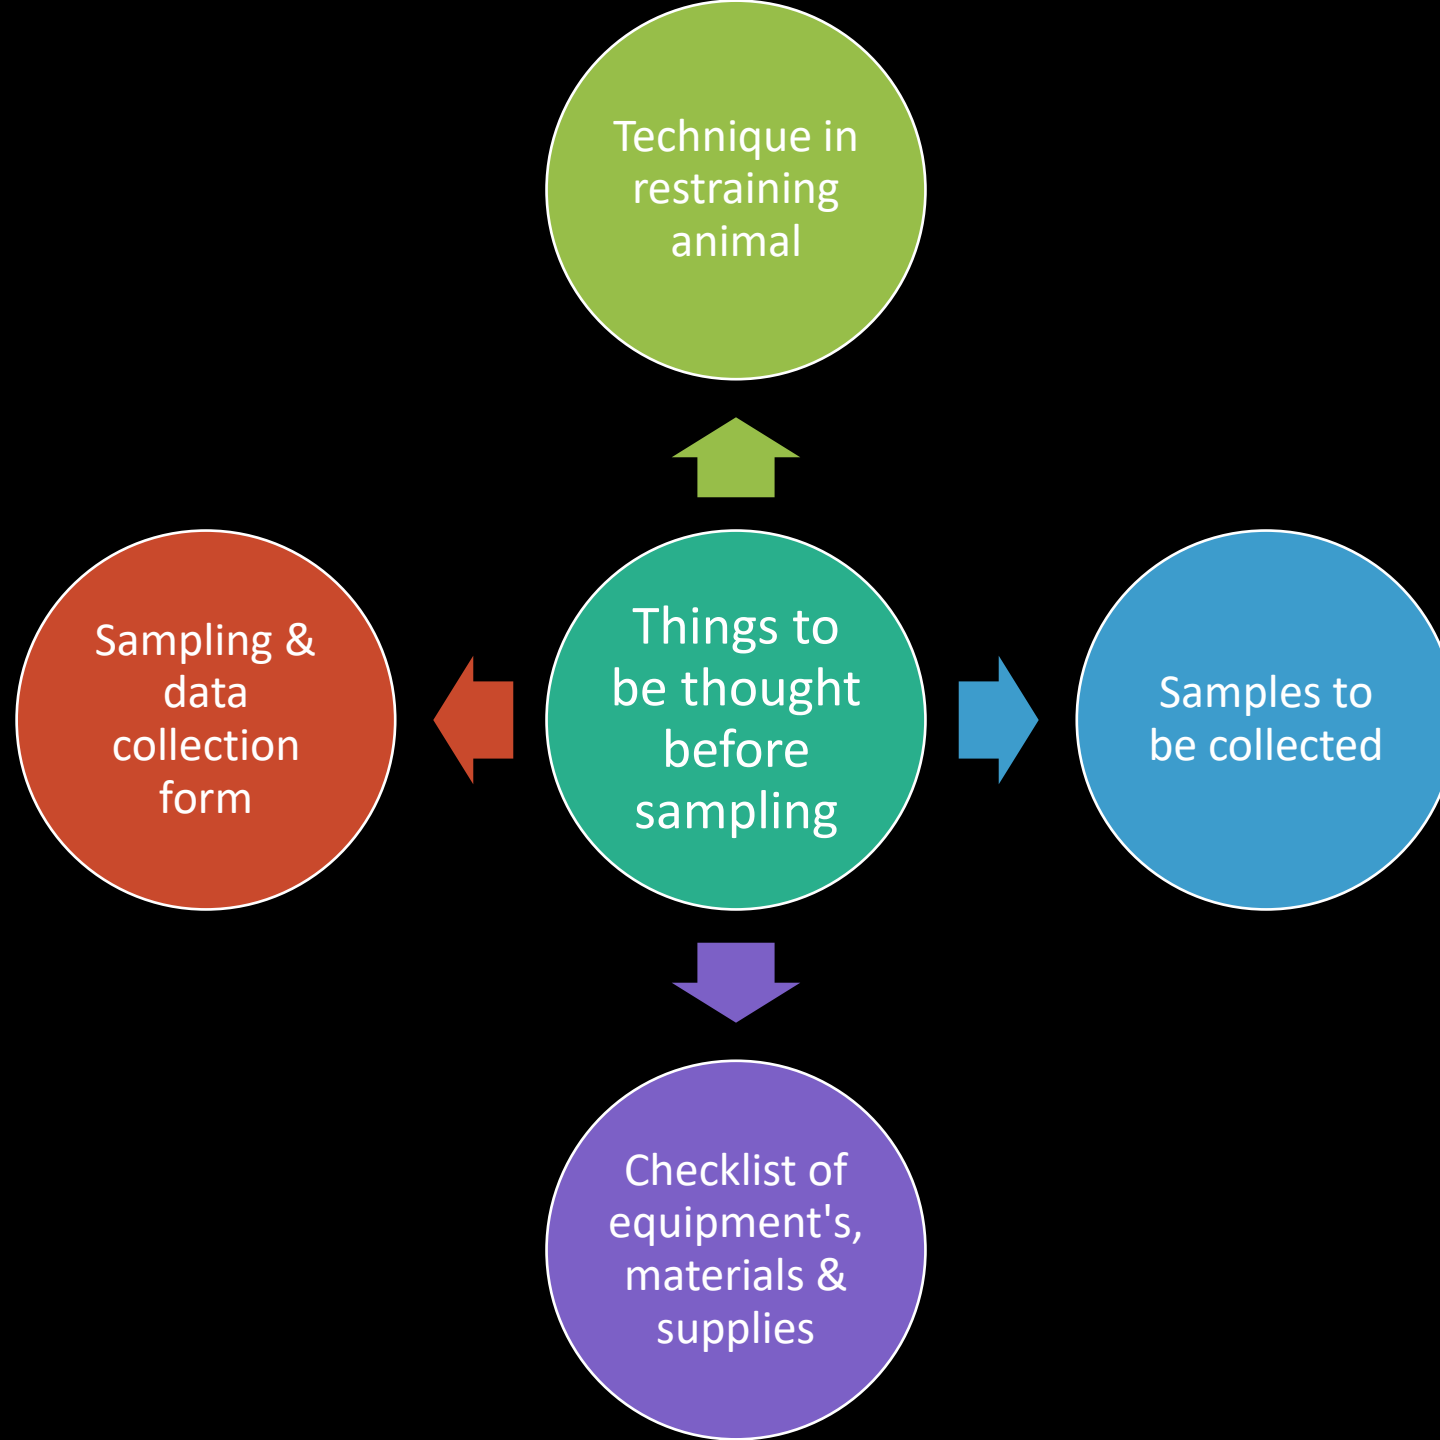 Technique in
restraining
animal
Sampling &
data
collection
form
Things to
be thought
before
sampling
Samples to
be collected
Checklist of
equipment's,
materials &
supplies